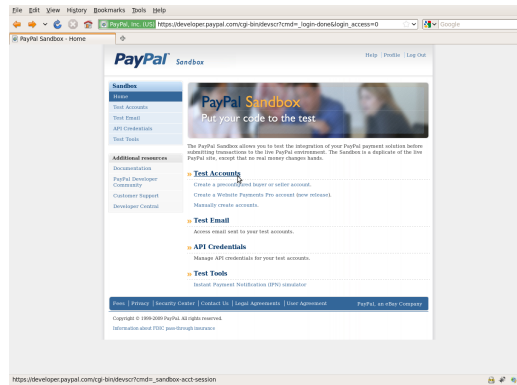 File Edit View History Bookmarks Tools Help
PayPal, Inc. (US) https://developer.paypal.com/cgi-bin/devscr?cmd=_login-done&login_access=0 Google
PayPal Sandbox - Home
PayPal Sandbox
Help | Profile | Log Out
Sandbox
Home
Test Accounts
Test Email
API Credentials
Test Tools
Additional resources
Documentation
PayPal Developer
Community
Customer Support
Developer Central
PayPal Sandbox
Put your code to the test
The PayPal Sandbox allows you to test the integration of your PayPal payment solution before
submitting transactions to the live PayPal environment. The Sandbox is a duplicate of the live
PayPal site, except that no real money changes hands.
» Test Accounts
Create a preconfigured buyer or seller account.
Create a Website Payments Pro account (new release).
Manually create accounts.
» Test Email
Access email sent to your test accounts.
» API Credentials
Manage API credentials for your test accounts.
» Test Tools
Instant Payment Notification (IPN) simulator
Fees | Privacy | Security Center | Contact Us | Legal Agreements | User Agreement PayPal, an eBay Company
Copyright © 1999-2009 PayPal. All rights reserved.
Information about FDIC pass-through insurance
https://developer.paypal.com/cgi-bin/devscr?cmd=_sandbox-acct-session